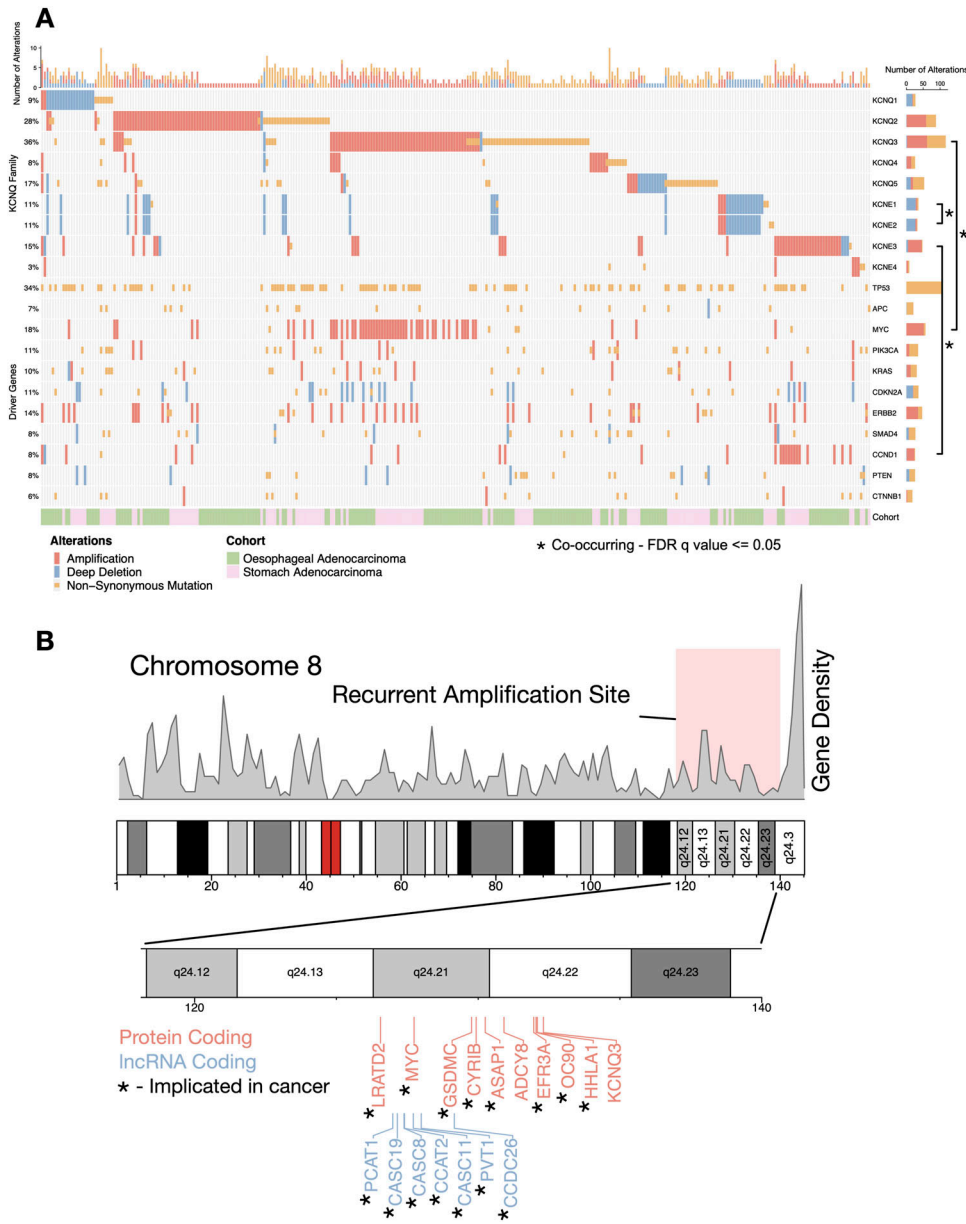 A
Number of Alterations
10
5
0
Number of Alterations
0 50 100
KCNQ Family
9% KCNQ1
28% KCNQ2
36% KCNQ3
8% KCNQ4
17% KCNQ5
11% KCNE1
11% KCNE2
15% KCNE3
3% KCNE4
Driver Genes
34% TP53
7% APC
18% MYC
11% PIK3CA
10% KRAS
11% CDKN2A
14% ERBB2
8% SMAD4
8% CCND1
8% PTEN
6% CTNNB1
Cohort
*
*
*
Alterations
Amplification
Deep Deletion
Non−Synonymous Mutation
Cohort
Oesophageal Adenocarcinoma
Stomach Adenocarcinoma
* Co-occurring - FDR q value <= 0.05
B
Chromosome 8
Recurrent Amplification Site
Gene Density
q24.12 q24.13 q24.21 q24.22 q24.23 q24.3
1 20 40 60 80 100 120 140 145
q24.12 q24.13 q24.21 q24.22 q24.23
120 140
Protein Coding
lncRNA Coding
* - Implicated in cancer
*LRATD2
*MYC
*GSDMC
*CYRIB
*ASAP1
ADCY8
*EFR3A
*OC90
*HHLA1
KCNQ3
*PCAT1
*CASC19
*CASC8
*CCAT2
*CASC11
*PVT1
*CCDC26